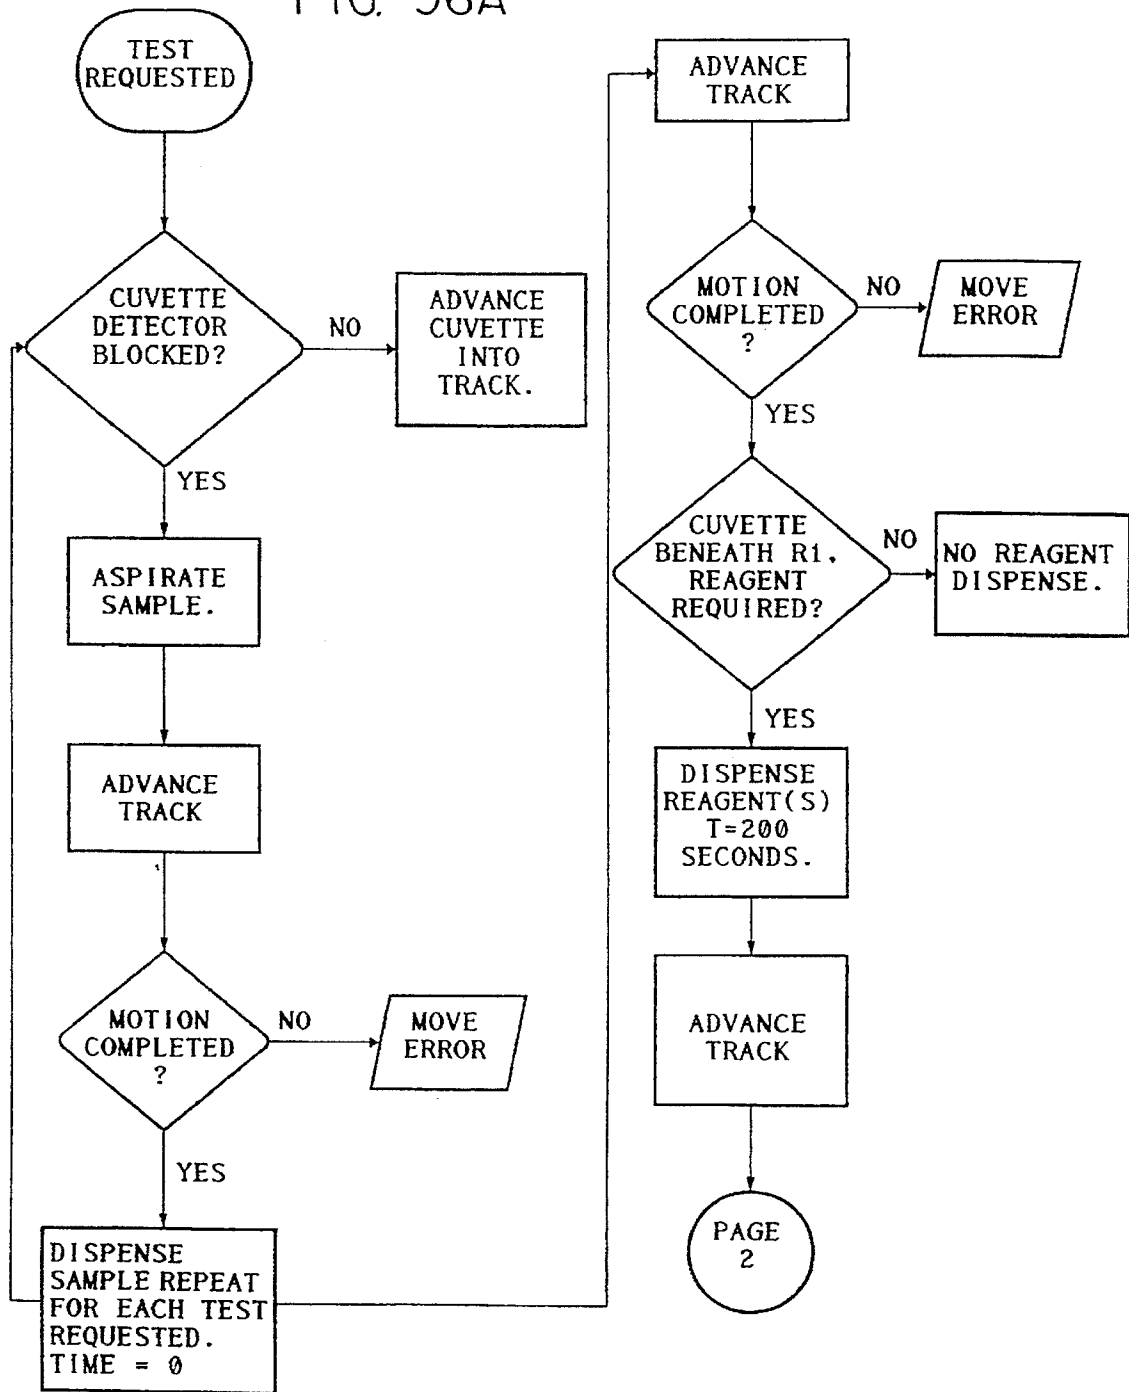 FIG. 56A
TEST
REQUESTED
CUVETTE
DETECTOR
BLOCKED?
NO
ADVANCE
CUVETTE
INTO
TRACK.
YES
ASPIRATE
SAMPLE.
ADVANCE
TRACK
MOTION
COMPLETED
?
NO
MOVE
ERROR
YES
DISPENSE
SAMPLE REPEAT
FOR EACH TEST
REQUESTED.
TIME = 0
ADVANCE
TRACK
MOTION
COMPLETED
?
NO
MOVE
ERROR
YES
CUVETTE
BENEATH R1.
REAGENT
REQUIRED?
NO
NO REAGENT
DISPENSE.
YES
DISPENSE
REAGENT(S)
T=200
SECONDS.
ADVANCE
TRACK
PAGE
2